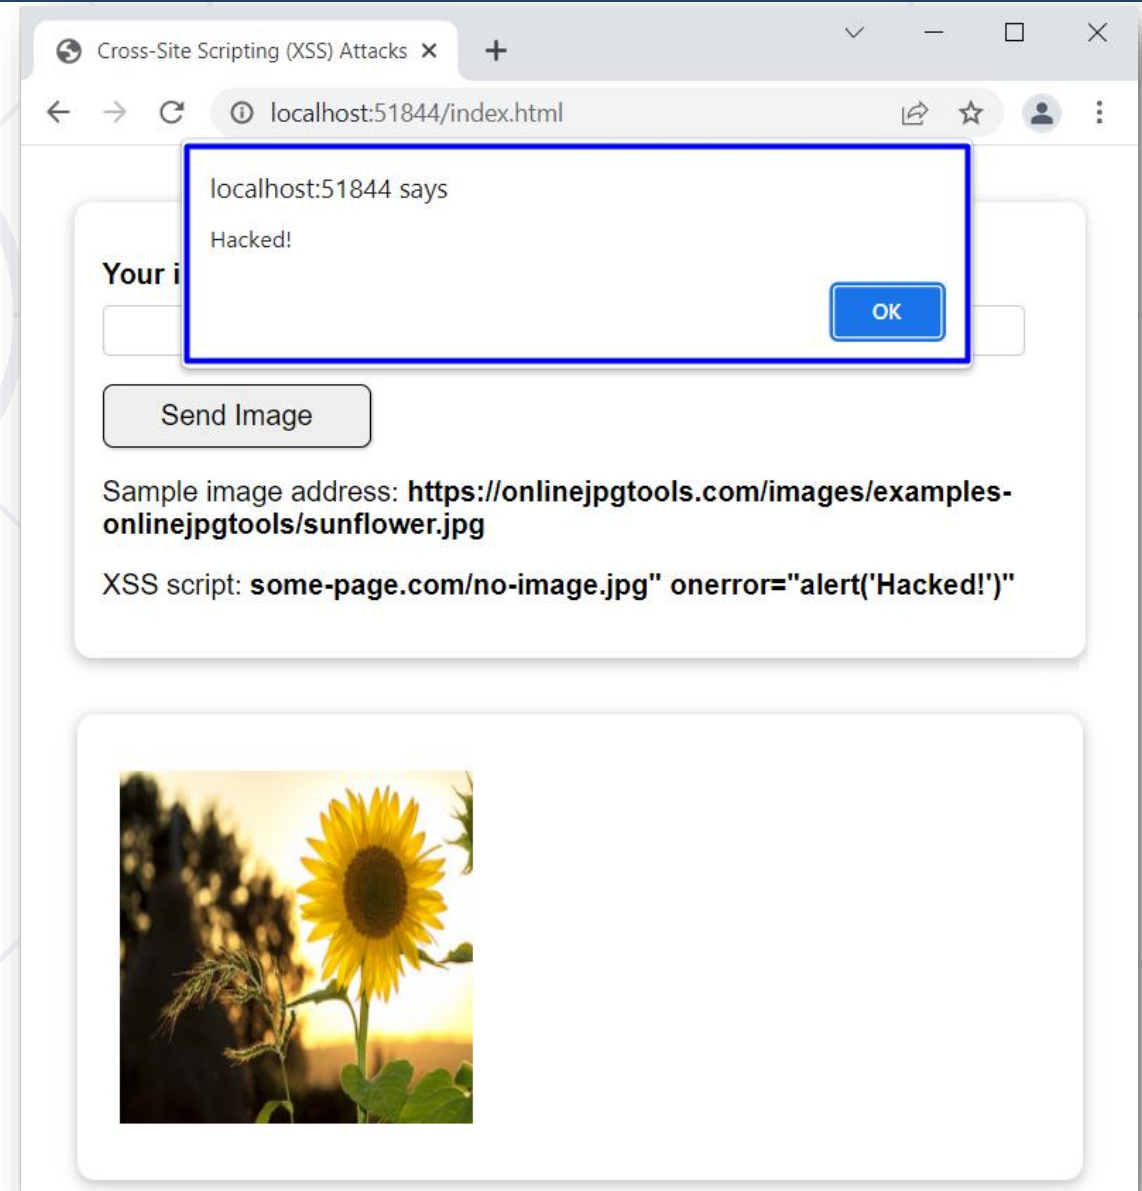 Cross-Site Scripting (XSS) Attacks
localhost:51844/index.html
localhost:51844 says
Hacked!
OK
Your i
Send Image
Sample image address: https://onlinejpgtools.com/images/examples-
onlinejpgtools/sunflower.jpg
XSS script: some-page.com/no-image.jpg" onerror="alert('Hacked!')"